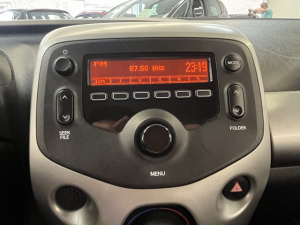 FM
87.50 MHz
23:19
MODE
SEEK
FILE
FOLDER
MENU